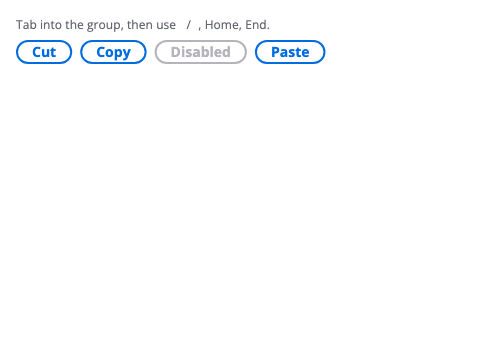 Tab into the group, then use / , Home, End.
Cut Copy Disabled Paste